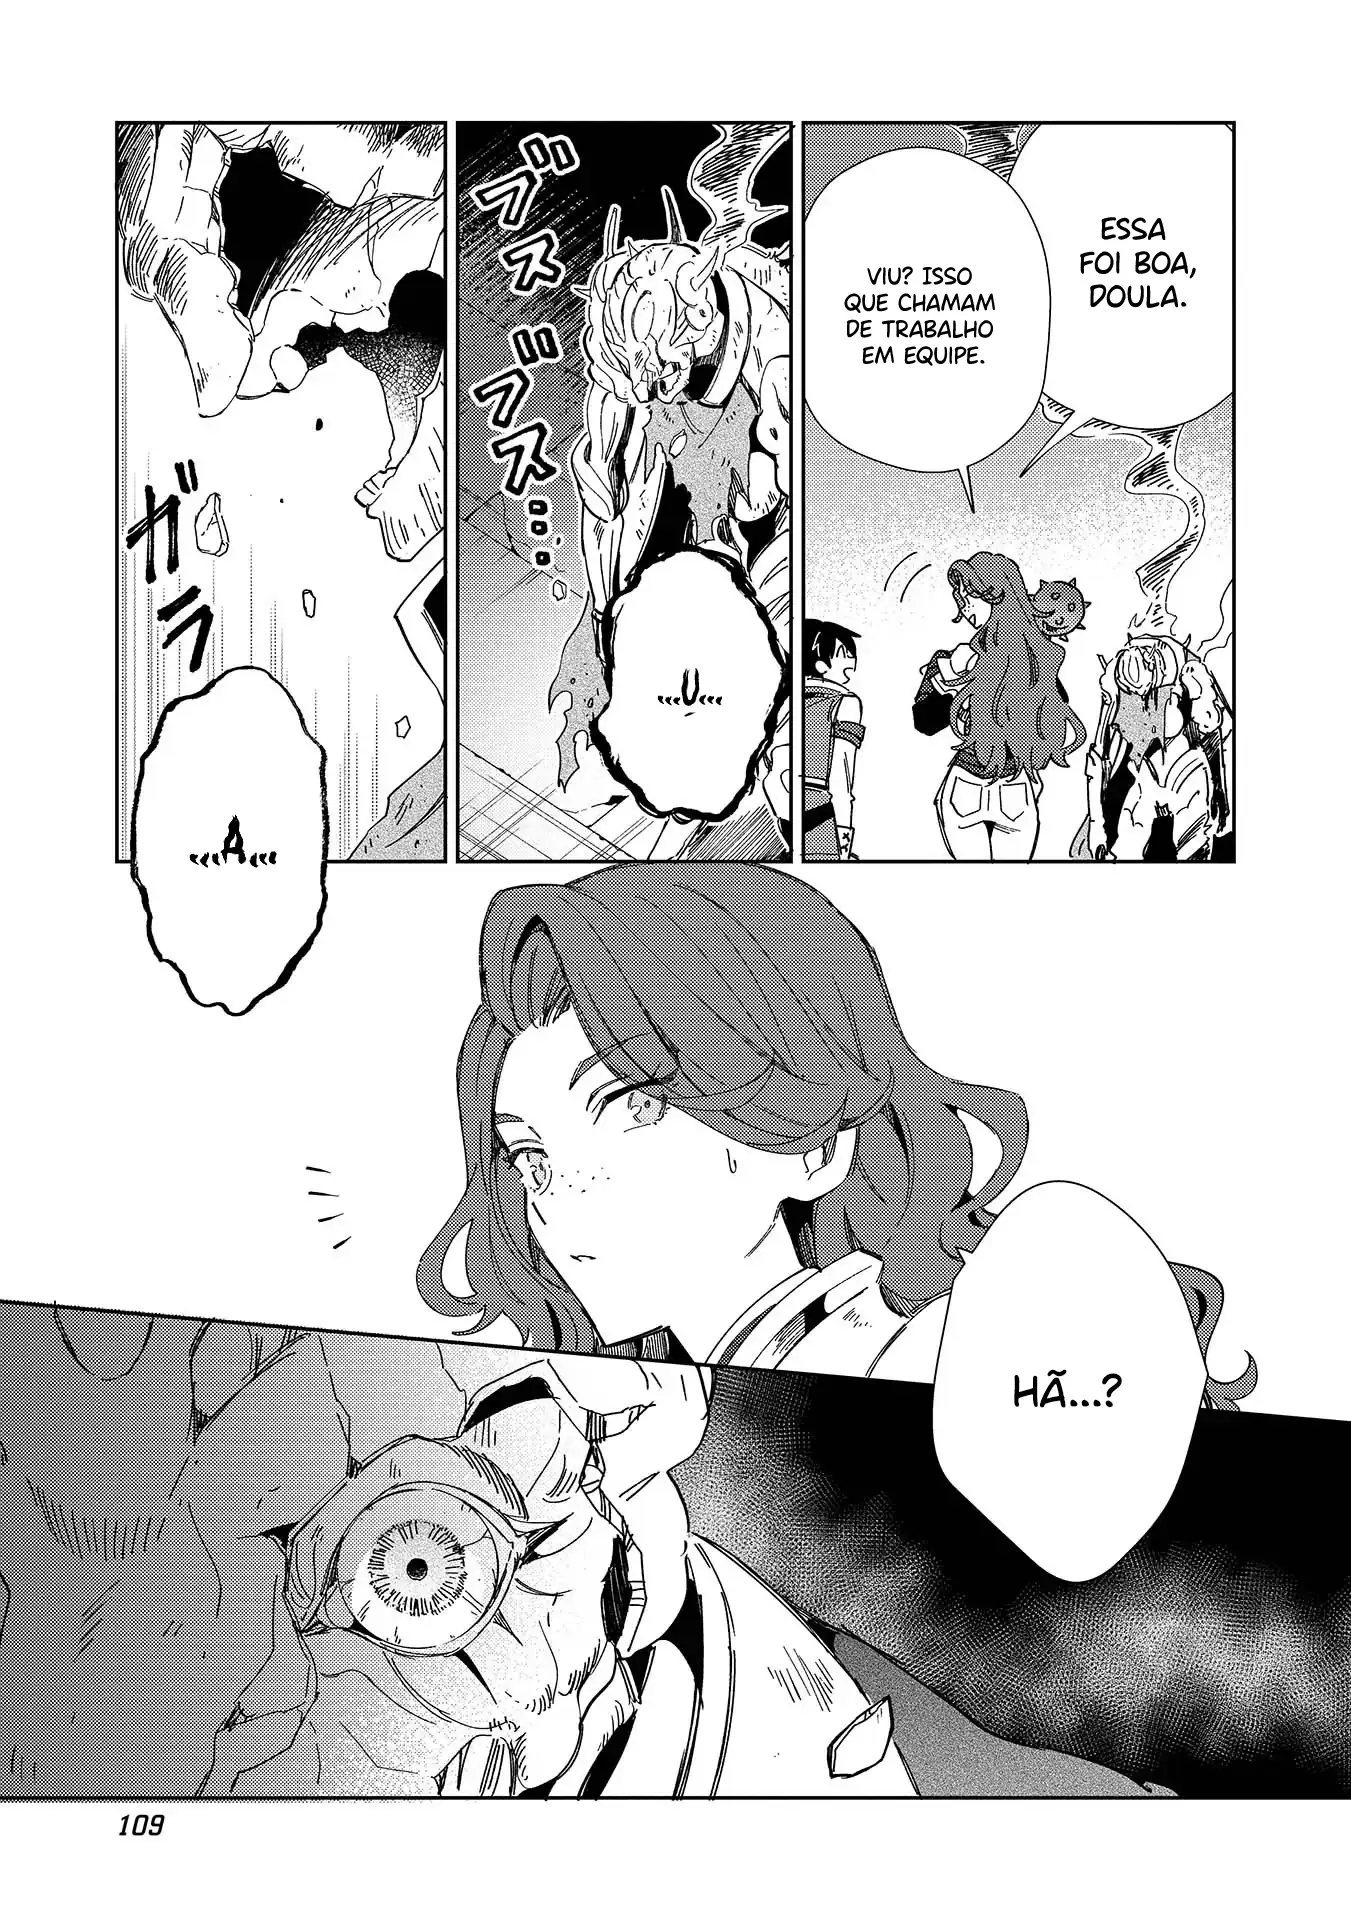 ESSA
FOI BOA,
DOULA.
VIU? ISSO
QUE CHAMAM
DE TRABALHO
EM EQUIPE.
ブスブス...
...U...
ガラ
...A...
HÃ...?
109